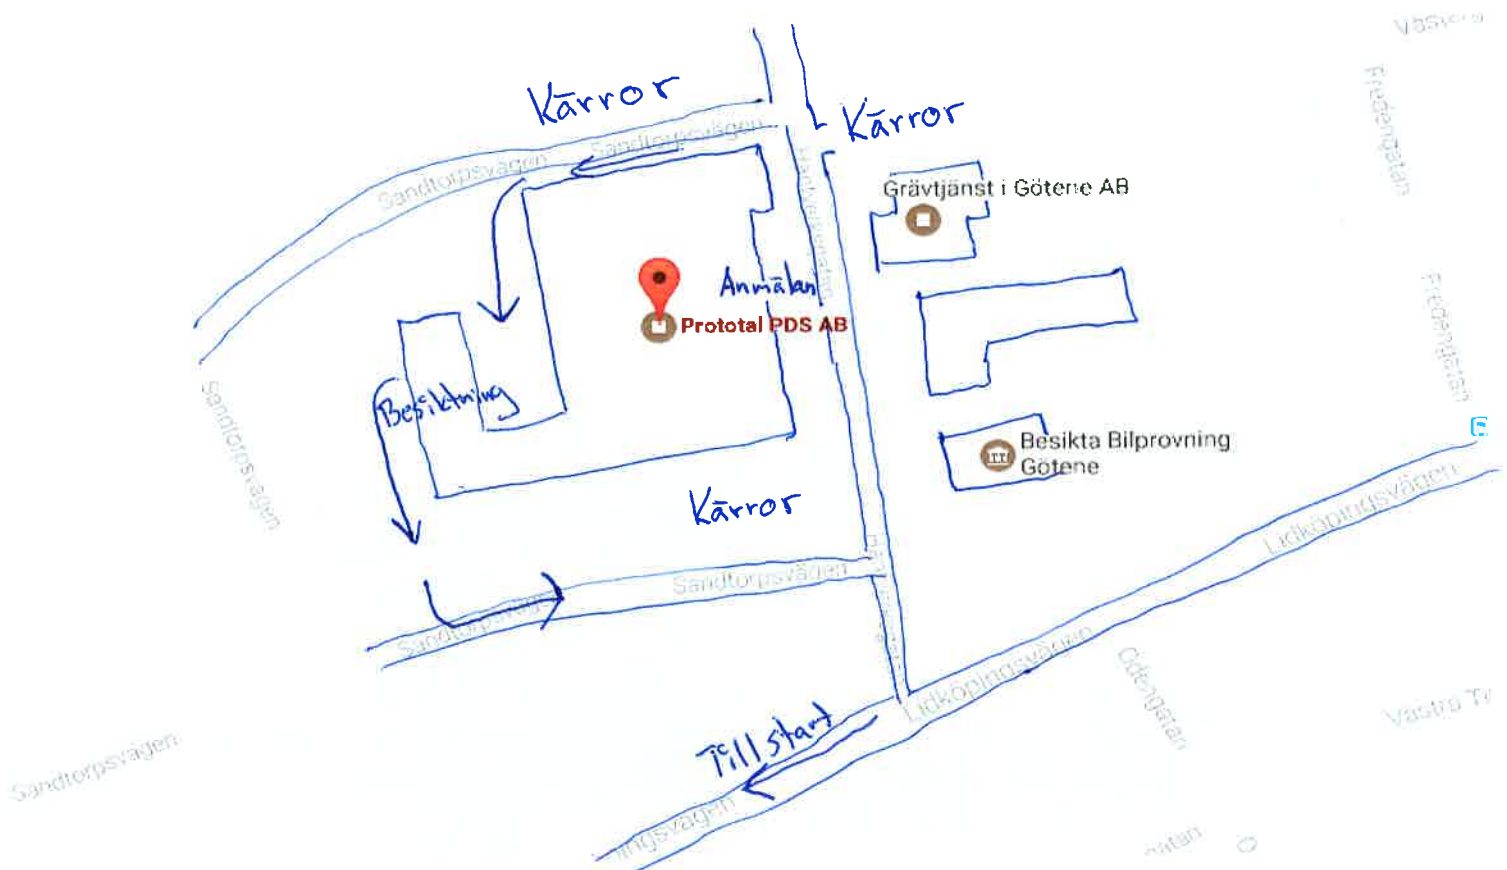 Kärror
Kärror
Fredengatan
Sandtorpsvägen
Sandtorpsvägen
Hantverkaregatan
Grävtjänst i Götene AB
Anmälan
Prototal PDS AB
Fredengatan
Besiktning
Sandtorpsvägen
Besikta Bilprovning
Götene
Kärror
Lidköpingsvägen
Sandtorpsvägen
Sandtorpsvägen
Lidköpingsvägen
Odengatan
Till start
Sandtorpsvägen